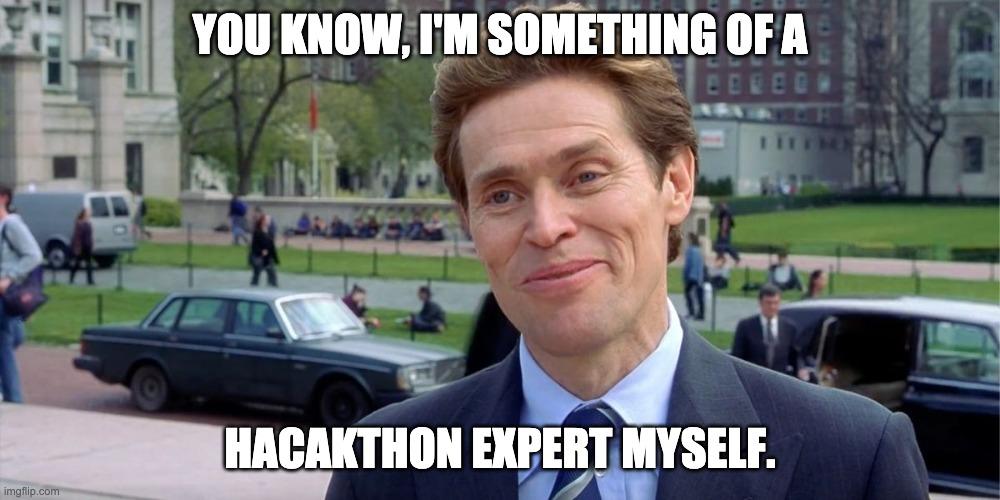 YOU KNOW, I'M SOMETHING OF A
HACAKTHON EXPERT MYSELF.
imgflip.com